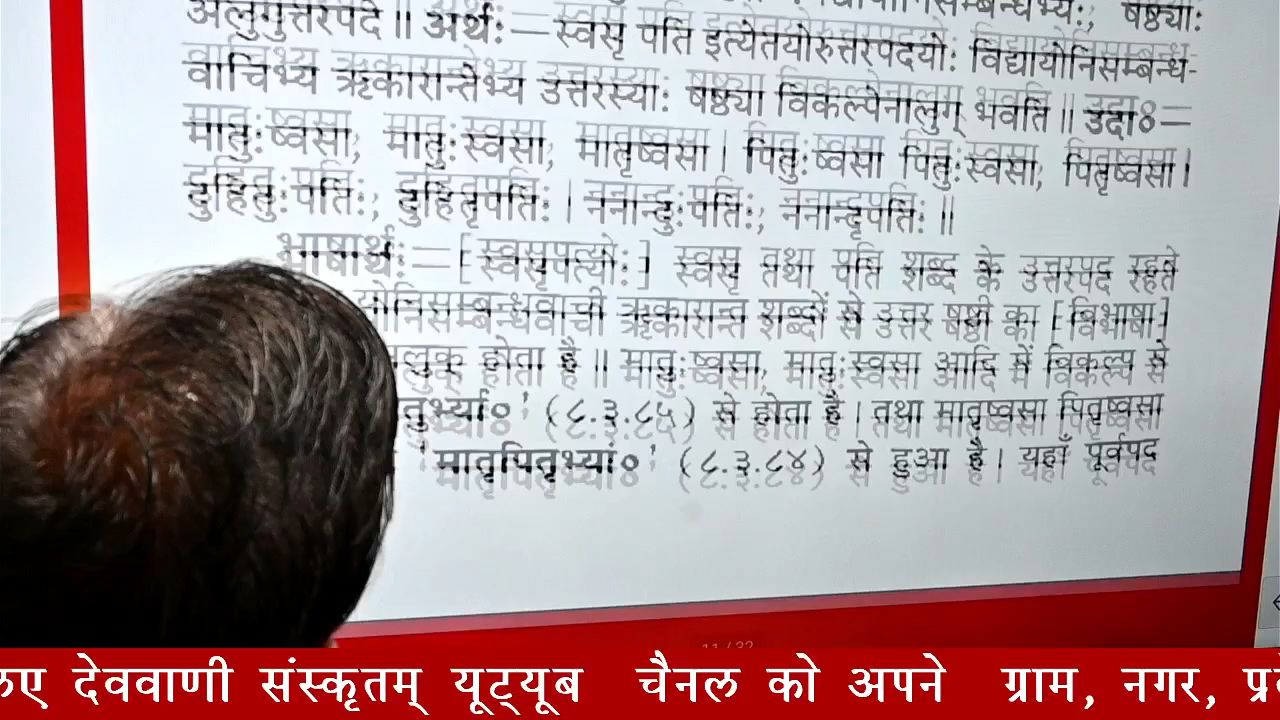 षष्ठ्याः
अलुगुत्तरपदे ॥ अर्थः—स्वसृ पति इत्येतयोरुत्तरपदयोः विद्यायोनिसम्बन्ध-
वाचिभ्य ऋकारान्तेभ्य उत्तरस्याः षष्ठ्या विकल्पेनालुग् भवति ॥ उदा०—
मातुःष्वसा, मातुःस्वसा, मातृष्वसा । पितुःष्वसा पितुःस्वसा, पितृष्वसा ।
दुहितुःपतिः, दुहितृपतिः । ननान्दुःपतिः, ननान्दृपतिः ॥
भाषार्थः—[स्वसृपत्योः] स्वसृ तथा पति शब्द के उत्तरपद रहते
योनिसम्बन्धवाची ऋकारान्त शब्दों से उत्तर षष्ठी का [विभाषा]
लुक् होता है ॥ मातुःष्वसा, मातुःस्वसा आदि में विकल्प से
तुर्भ्यां०' (८.३.८५) से होता है । तथा मातृष्वसा पितृष्वसा
'मातृपितृभ्यां०' (८.३.८४) से हुआ है । यहाँ पूर्वपद
11/32
लिए देववाणी संस्कृतम् यूट्यूब चैनल को अपने ग्राम, नगर,